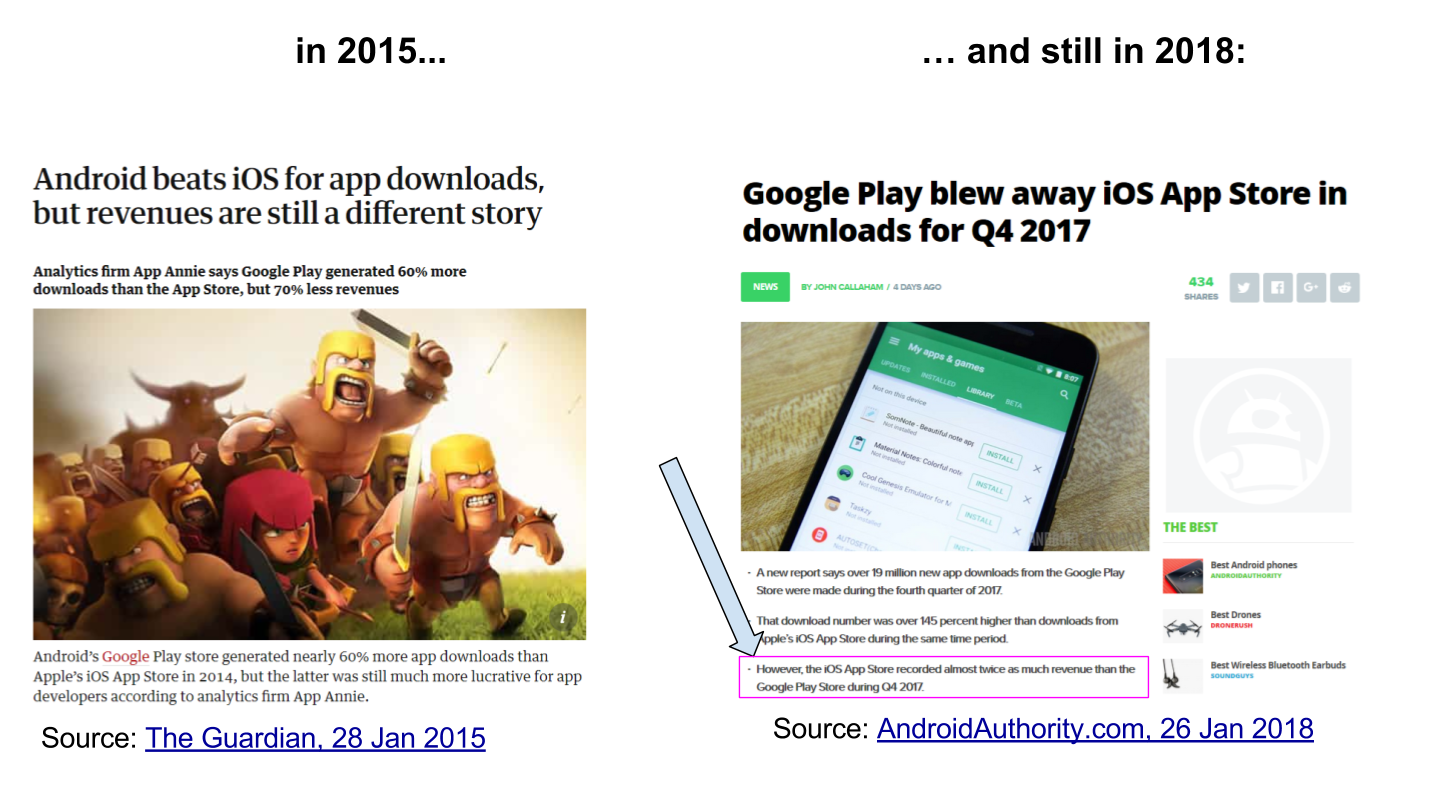 in 2015...
… and still in 2018:
Android beats iOS for app downloads,
but revenues are still a different story
Analytics firm App Annie says Google Play generated 60% more
downloads than the App Store, but 70% less revenues
i
Android’s Google Play store generated nearly 60% more app downloads than
Apple’s iOS App Store in 2014, but the latter was still much more lucrative for app
developers according to analytics firm App Annie.
Source: The Guardian, 28 Jan 2015
Google Play blew away iOS App Store in
downloads for Q4 2017
NEWS
BY JOHN CALLAHAM / 4 DAYS AGO
434
SHARES
G+
8:07
My apps & games
UPDATES INSTALLED LIBRARY BETA
Not on this device
SomNote - Beautiful note app
Not installed
INSTALL
Material Notes: Colorful note
Not installed
INSTALL
Cool Genesis Emulator for
Not installed
INSTALL
Taskzy
Not installed
INSTALL
INSTALL
- A new report says over 19 million new app downloads from the Google Play
Store were made during the fourth quarter of 2017.
- That download number was over 145 percent higher than downloads from
Apple's iOS App Store during the same time period.
- However, the iOS App Store recorded almost twice as much revenue than the
Google Play Store during Q4 2017.
THE BEST
Best Android phones
ANDROIDAUTHORITY
Best Drones
DRONERUSH
Best Wireless Bluetooth Earbuds
SOUNDGUYS
Source: AndroidAuthority.com, 26 Jan 2018